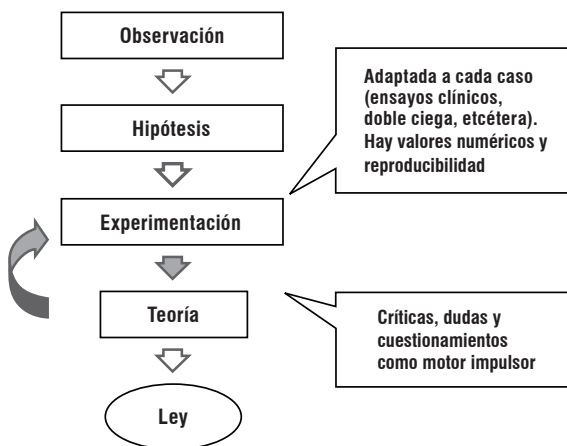 Observación
Hipótesis
Experimentación
Teoría
Ley
Adaptada a cada caso
(ensayos clínicos,
doble ciega, etcétera).
Hay valores numéricos y
reproducibilidad
Críticas, dudas y
cuestionamientos
como motor impulsor